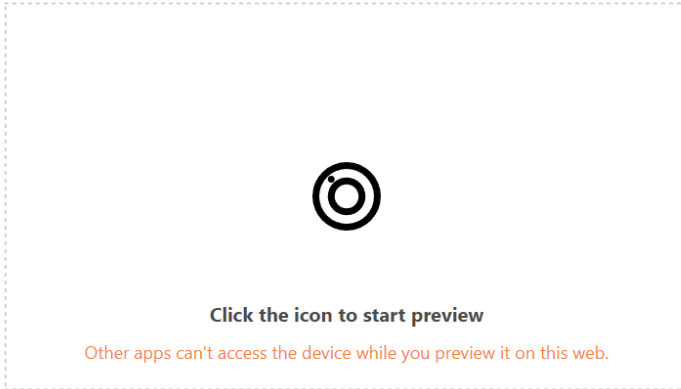 Click the icon to start preview
Other apps can't access the device while you preview it on this web.